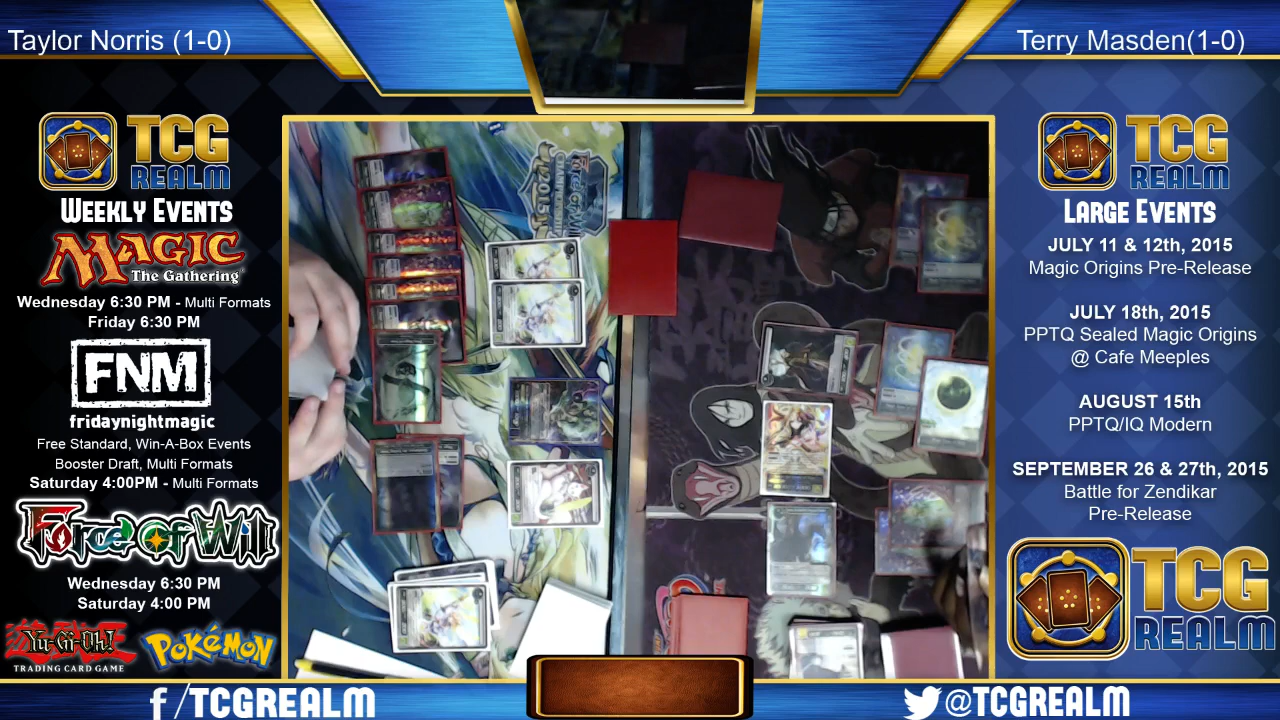 Taylor Norris (1-0)
Terry Masden(1-0)
TCG
REALM
WEEKLY EVENTS
MAGIC
The Gathering
Wednesday 6:30 PM - Multi Formats
Friday 6:30 PM
FNM
fridaynightmagic
Free Standard, Win-A-Box Events
Booster Draft, Multi Formats
Saturday 4:00PM - Multi Formats
Force of Will
Wednesday 6:30 PM
Saturday 4:00 PM
Yu-Gi-Oh!
TRADING CARD GAME
POKéMON
Force of Will
2015
TCG
REALM
LARGE EVENTS
JULY 11 & 12th, 2015
Magic Origins Pre-Release
JULY 18th, 2015
PPTQ Sealed Magic Origins
@ Cafe Meeples
AUGUST 15th
PPTQ/IQ Modern
SEPTEMBER 26 & 27th, 2015
Battle for Zendikar
Pre-Release
TCG
REALM
f /TCGREALM
@TCGREALM